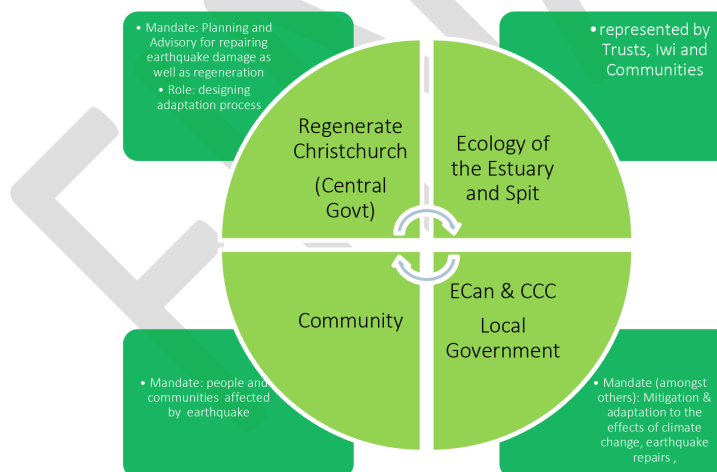 • Mandate: Planning and
Advisory for repairing
earthquake damage as
well as regeneration
• Role: designing
adaptation process
• represented by
Trusts, Iwi and
Communities
Regenerate
Christchurch
(Central
Govt)
Ecology of
the Estuary
and Spit
Community
ECan & CCC
Local
Government
• Mandate: people and
communities affected
by earthquake
• Mandate (amongst
others): Mitigation &
adaptation to the
effects of climate
change, earthquake
repairs ,